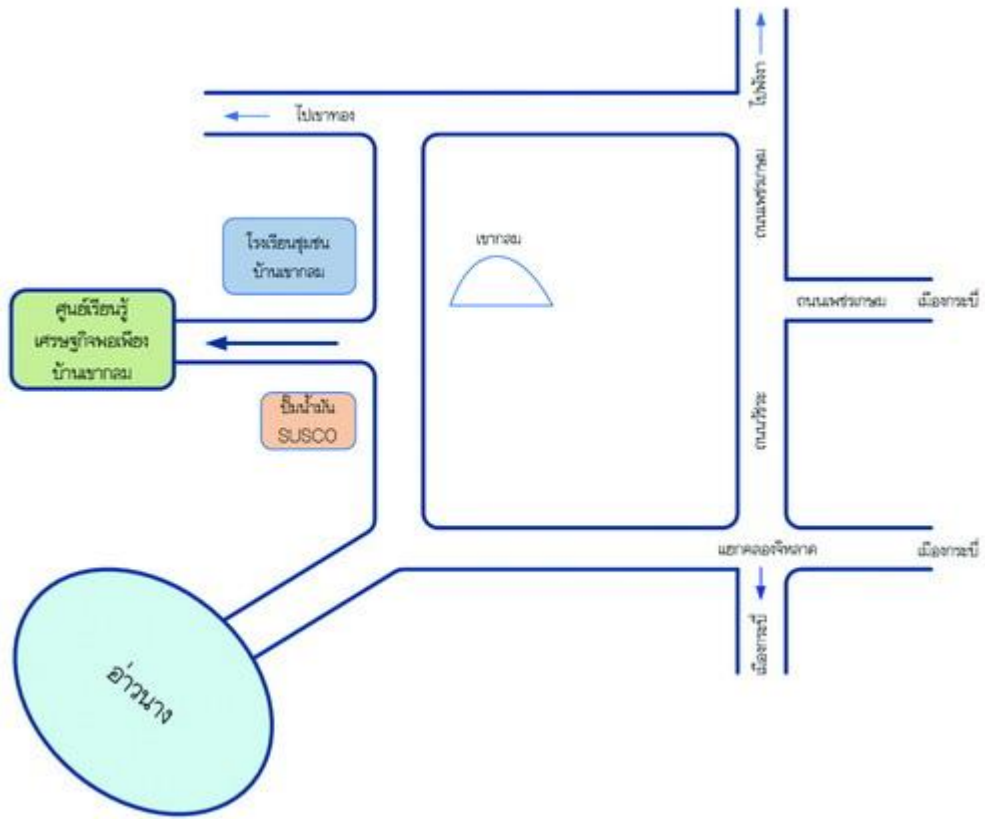 ไปพังงา
ไปเขาทอง
ถนนเพชรเกษม
โรงเรียนชุมชน
บ้านเขากลม
เขากลม
ศูนย์เรียนรู้
เศรษฐกิจพอเพียง
บ้านเขากลม
ถนนเพชรเกษม
เมืองกระบี่
ปั๊มน้ำมัน
SUSCO
ถนนวัชระ
แยกคลองจิหลาด
เมืองกระบี่
เมืองกระบี่
อ่าวนาง